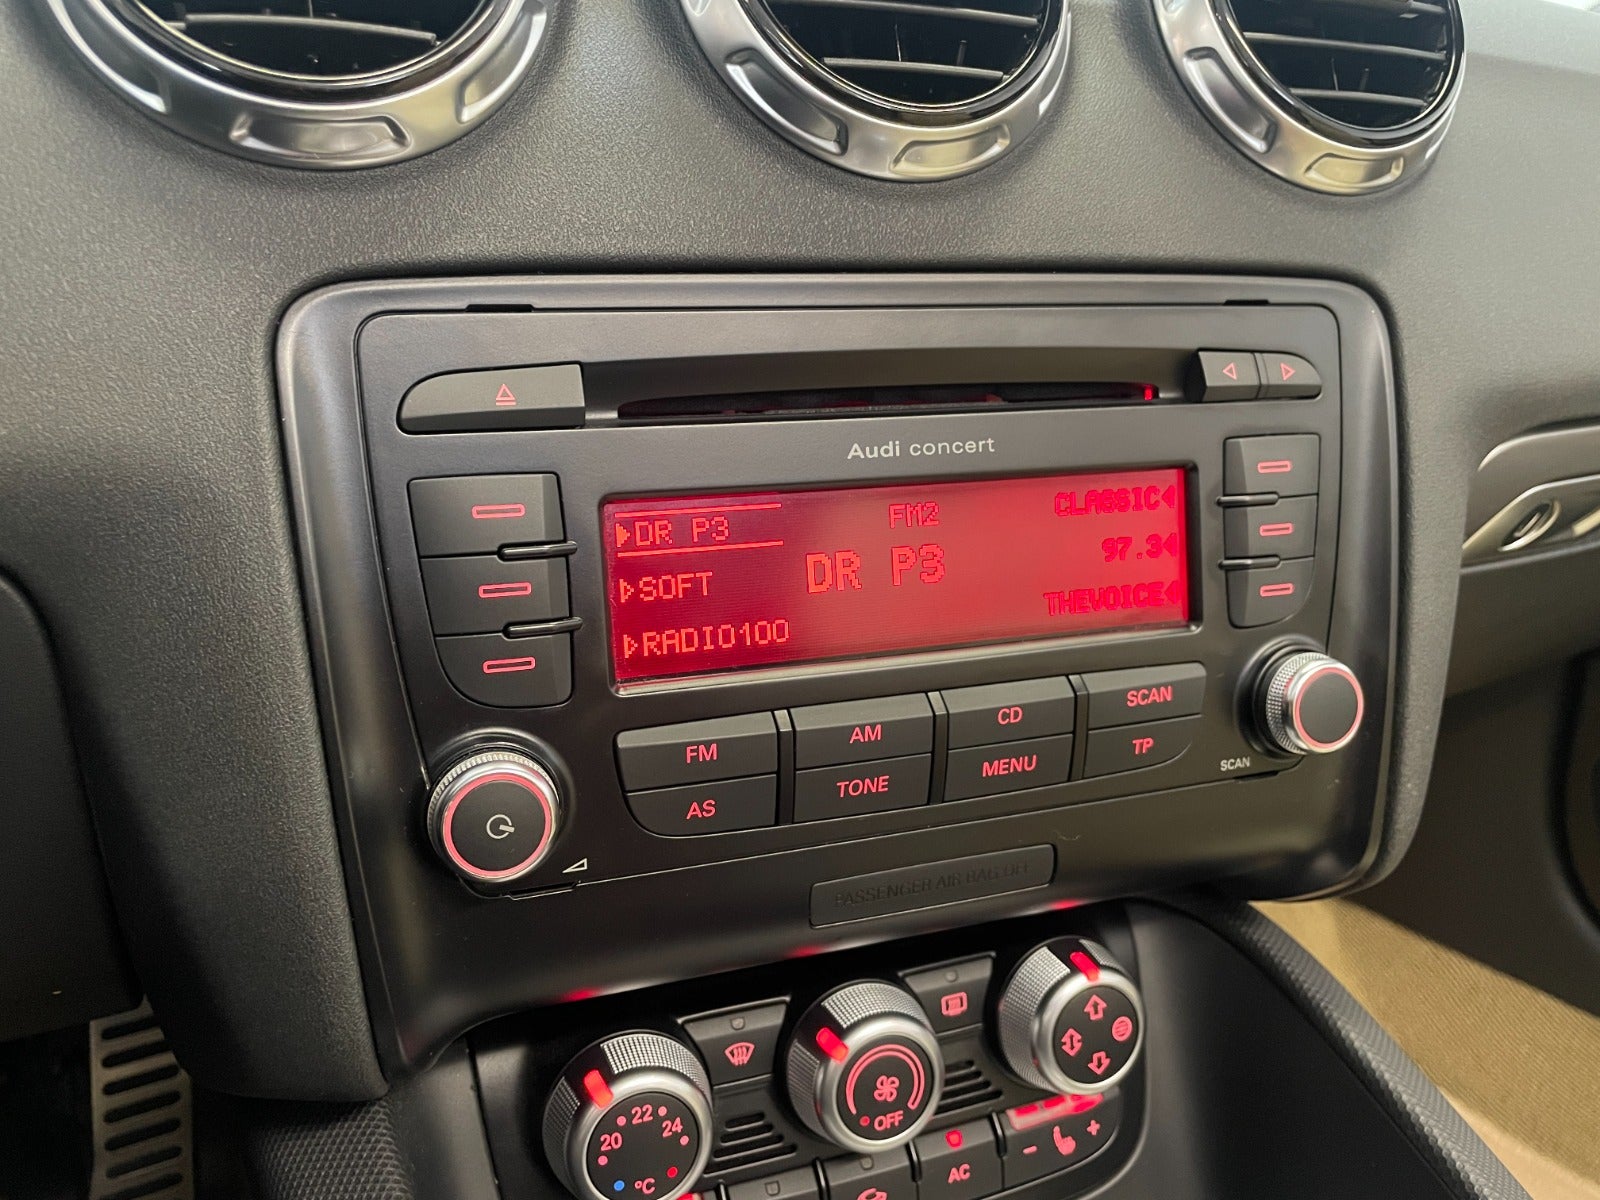 Audi concert
DR P3
FM2
CLASSIC
SOFT
DR P3
97.3
RADIO100
THEVOICE
FM
AM
CD
SCAN
AS
TONE
MENU
TP
SCAN
PASSENGER AIR BAG OFF
20
22
24
°C
OFF
AC
- +